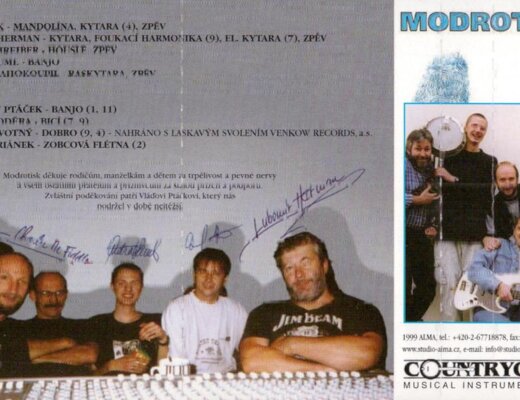 K - MANDOLÍNA, KYTARA (4), ZPĚV
HERMAN - KYTARA, FOUKACÍ HARMONIKA (9), EL. KYTARA (7), ZPĚV
HREIBER - HOUSLE, ZPĚV
- BANJO
BASKYTARA, ZPĚV
PTÁČEK - BANJO (1, 11)
BICÍ (7, 9)
VOTNÝ - DOBRO (9, 4) - NAHRÁNO S LASKAVÝM SVOLENÍM VENKOW RECORDS, a.s.
RIÁNEK - ZOBCOVÁ FLÉTNA (2)
Modrotisk děkuje rodičům, manželkám a dětem za trpělivost a pevné nervy
a všem ostatním přátelům a příznivcům za stálou přízeň a podporu.
Zvláštní poděkování patří Vláďovi Ptáčkovi, který nás
podržel v době nejtěžší.
JIM BEAM
MODROT
1999 ALMA, tel.: +420-2-67718878, fax:
www.studio-alma.cz, e-mail: info@studio
COUNTRYC
MUSICAL INSTRUME